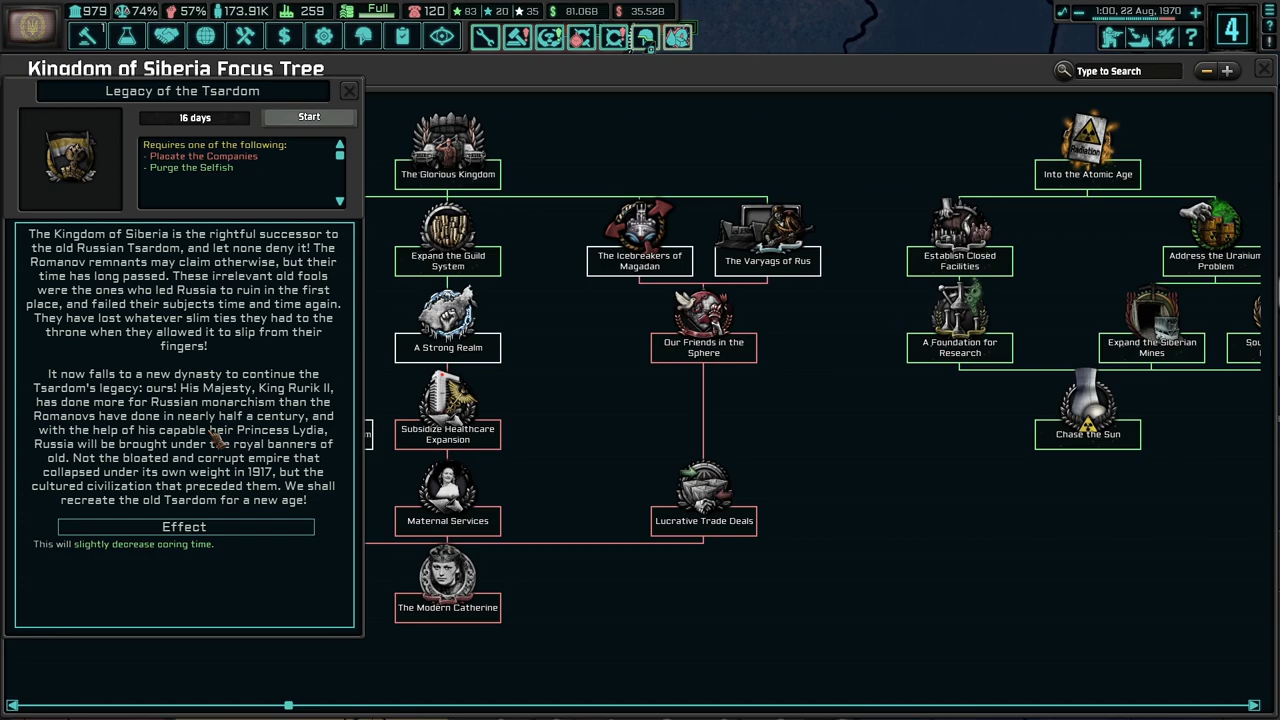 979 74% 57% 173.91K 259 Full 120 83 20 35 $ 81.06B $ 35.52B 1:00, 22 Aug, 1970
4
Kingdom of Siberia Focus Tree
Type to Search
Legacy of the Tsardom
16 days
Start
Requires one of the following:
- Placate the Companies
- Purge the Selfish
The Kingdom of Siberia is the rightful successor to
the old Russian Tsardom, and let none deny it! The
Romanov remnants may claim otherwise, but their
time has long passed. These irrelevant old fools
were the ones who led Russia to ruin in the first
place, and failed their subjects time and time again.
They have lost whatever slim ties they had to the
throne when they allowed it to slip from their
fingers!
It now falls to a new dynasty to continue the
Tsardom's legacy: ours! His Majesty, King Rurik II,
has done more for Russian monarchism than the
Romanovs have done in nearly half a century, and
with the help of his capable heir Princess Lydia,
Russia will be brought under the royal banners of
old. Not the bloated and corrupt empire that
collapsed under its own weight in 1917, but the
cultured civilization that preceded them. We shall
recreate the old Tsardom for a new age!
Effect
This will slightly decrease coring time.
The Glorious Kingdom
Radiation
Into the Atomic Age
Expand the Guild
System
The Icebreakers of
Magadan
The Varyags of Rus
Establish Closed
Facilities
Address the Uranium
Problem
A Strong Realm
Our Friends in the
Sphere
A Foundation for
Research
Expand the Siberian
Mines
Subsidize Healthcare
Expansion
Chase the Sun
Maternal Services
Lucrative Trade Deals
The Modern Catherine